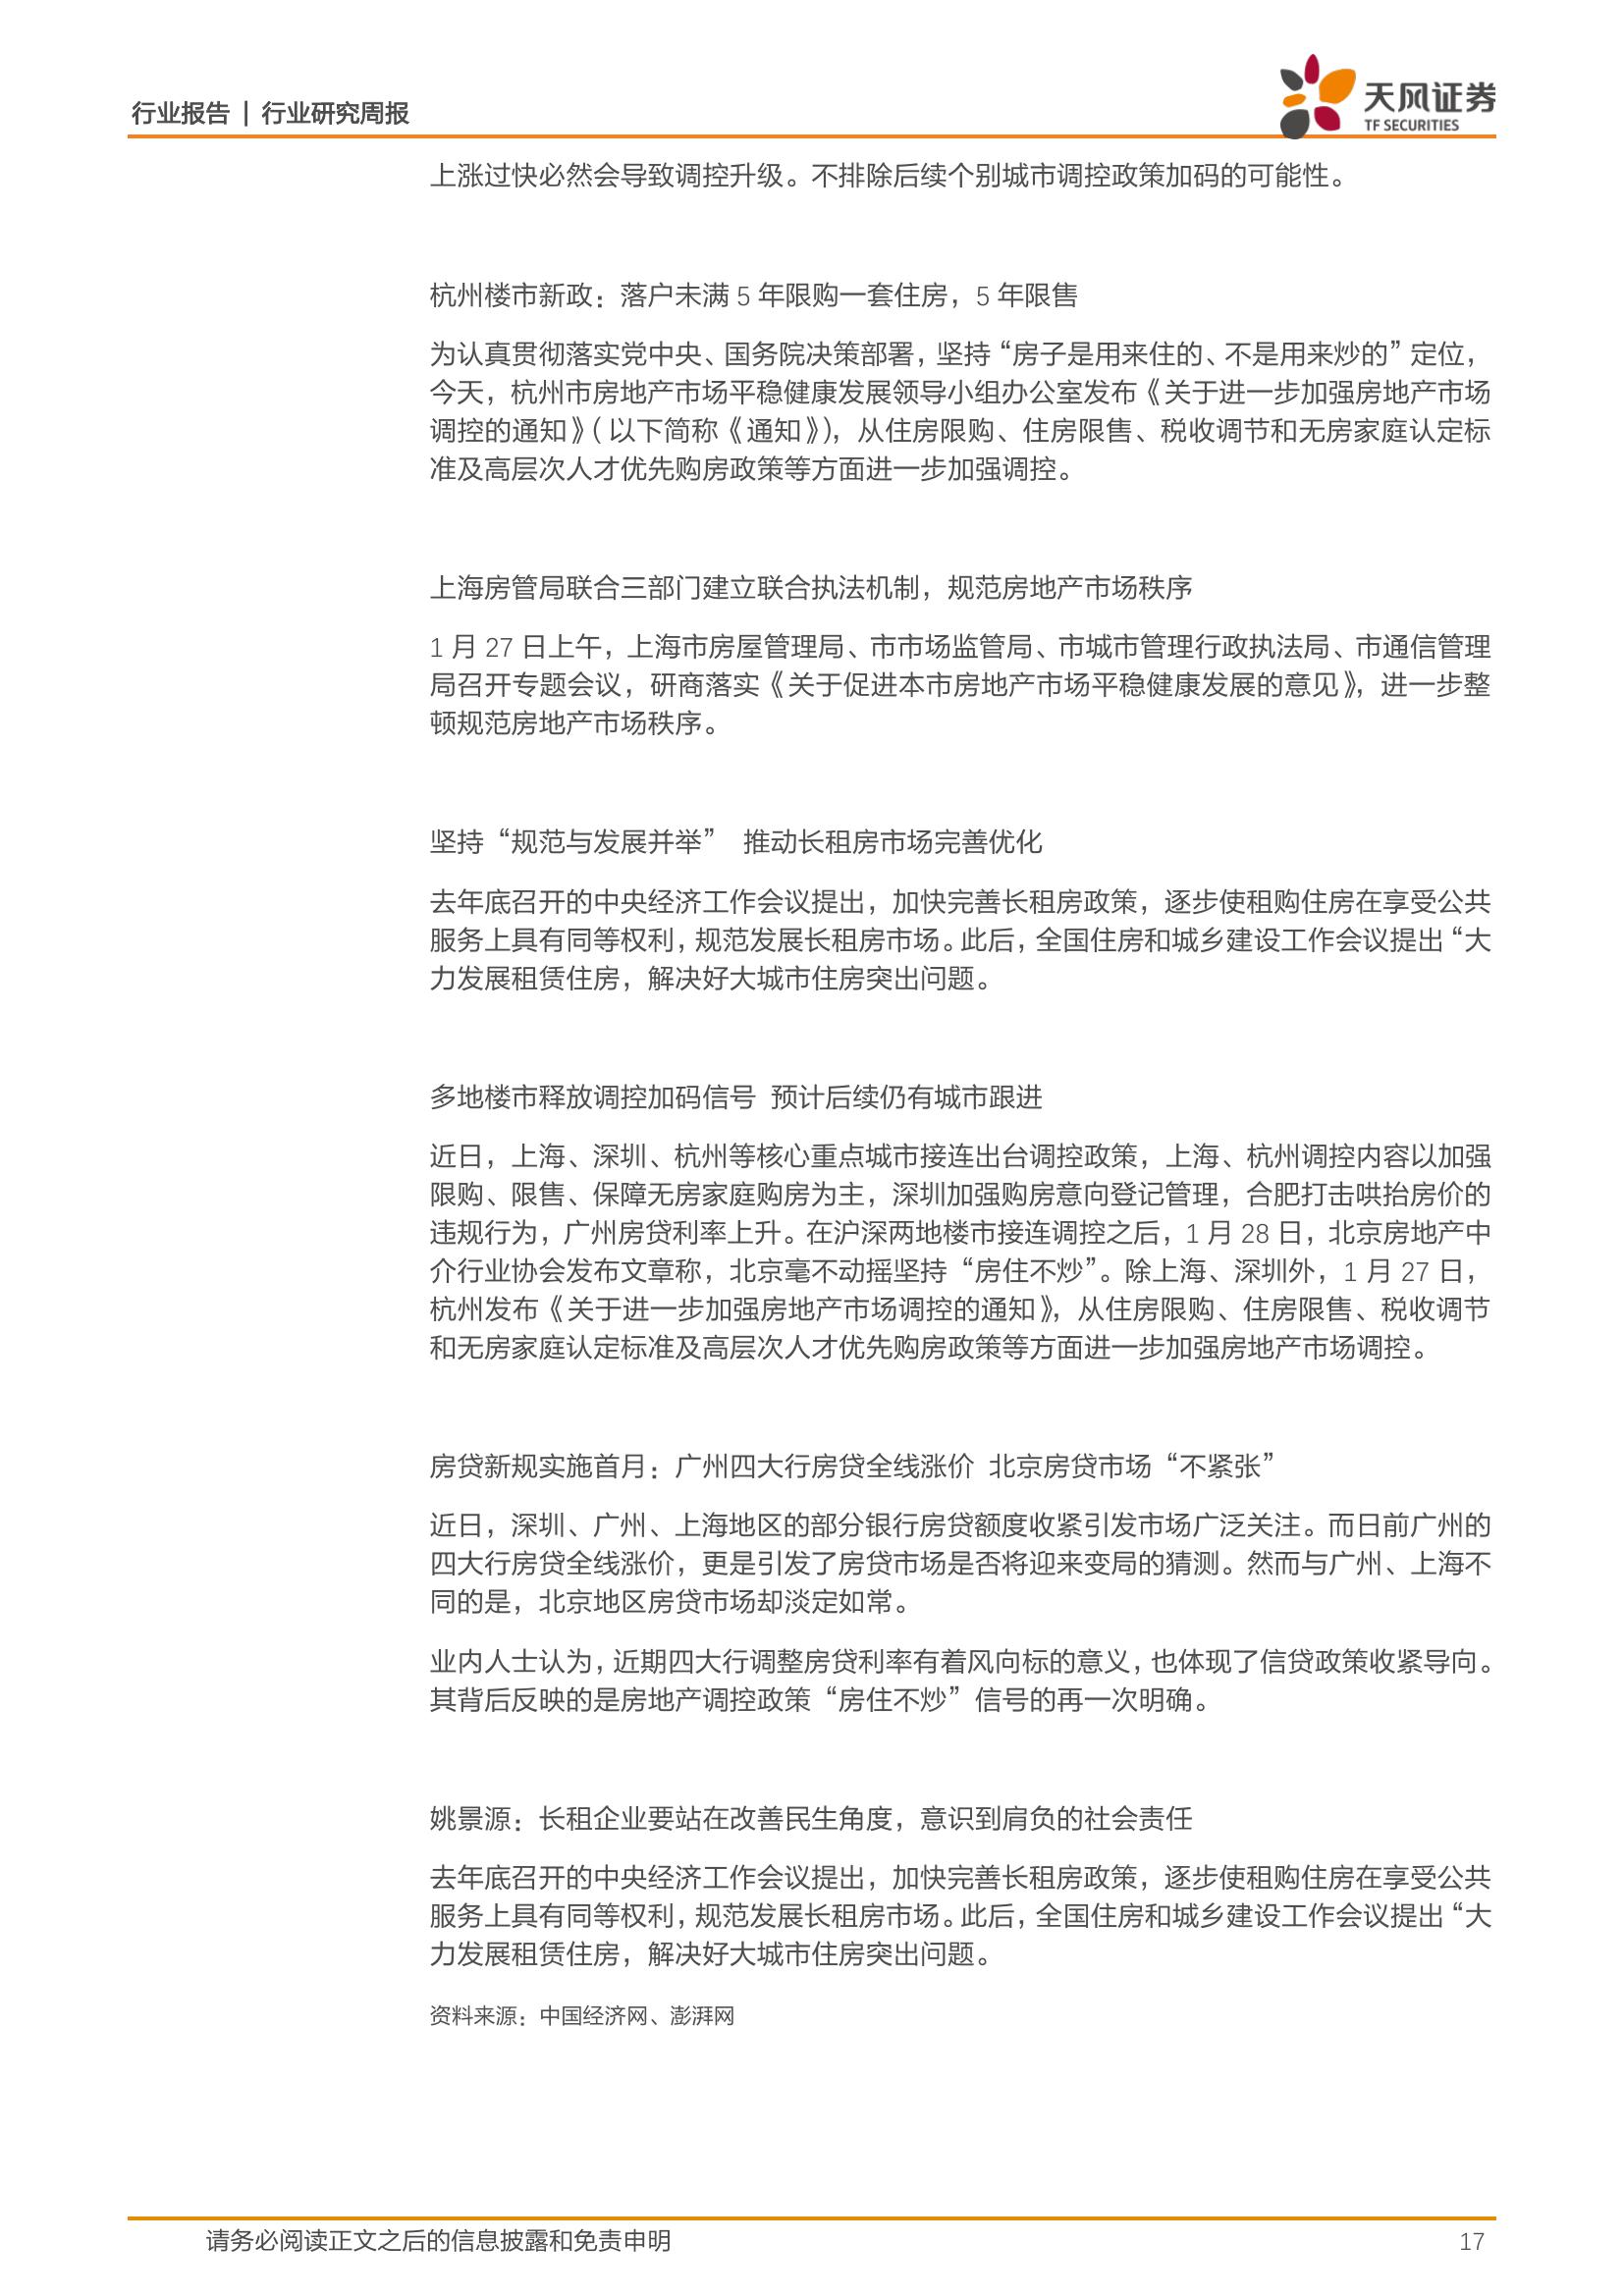 行业报告 | 行业研究周报
天风证券
TF SECURITIES
上涨过快必然会导致调控升级。不排除后续个别城市调控政策加码的可能性。
杭州楼市新政：落户未满 5 年限购一套住房，5 年限售
为认真贯彻落实党中央、国务院决策部署，坚持“房子是用来住的、不是用来炒的”定位，
今天，杭州市房地产市场平稳健康发展领导小组办公室发布《关于进一步加强房地产市场
调控的通知》（以下简称《通知》），从住房限购、住房限售、税收调节和无房家庭认定标
准及高层次人才优先购房政策等方面进一步加强调控。
上海房管局联合三部门建立联合执法机制，规范房地产市场秩序
1 月 27 日上午，上海市房屋管理局、市市场监管局、市城市管理行政执法局、市通信管理
局召开专题会议，研商落实《关于促进本市房地产市场平稳健康发展的意见》，进一步整
顿规范房地产市场秩序。
坚持“规范与发展并举” 推动长租房市场完善优化
去年底召开的中央经济工作会议提出，加快完善长租房政策，逐步使租购住房在享受公共
服务上具有同等权利，规范发展长租房市场。此后，全国住房和城乡建设工作会议提出“大
力发展租赁住房，解决好大城市住房突出问题。
多地楼市释放调控加码信号 预计后续仍有城市跟进
近日，上海、深圳、杭州等核心重点城市接连出台调控政策，上海、杭州调控内容以加强
限购、限售、保障无房家庭购房为主，深圳加强购房意向登记管理，合肥打击哄抬房价的
违规行为，广州房贷利率上升。在沪深两地楼市接连调控之后，1 月 28 日，北京房地产中
介行业协会发布文章称，北京毫不动摇坚持“房住不炒”。除上海、深圳外，1 月 27 日，
杭州发布《关于进一步加强房地产市场调控的通知》，从住房限购、住房限售、税收调节
和无房家庭认定标准及高层次人才优先购房政策等方面进一步加强房地产市场调控。
房贷新规实施首月：广州四大行房贷全线涨价 北京房贷市场“不紧张”
近日，深圳、广州、上海地区的部分银行房贷额度收紧引发市场广泛关注。而日前广州的
四大行房贷全线涨价，更是引发了房贷市场是否将迎来变局的猜测。然而与广州、上海不
同的是，北京地区房贷市场却淡定如常。
业内人士认为，近期四大行调整房贷利率有着风向标的意义，也体现了信贷政策收紧导向。
其背后反映的是房地产调控政策“房住不炒”信号的再一次明确。
姚景源：长租企业要站在改善民生角度，意识到肩负的社会责任
去年底召开的中央经济工作会议提出，加快完善长租房政策，逐步使租购住房在享受公共
服务上具有同等权利，规范发展长租房市场。此后，全国住房和城乡建设工作会议提出“大
力发展租赁住房，解决好大城市住房突出问题。
资料来源：中国经济网、澎湃网
请务必阅读正文之后的信息披露和免责申明
17